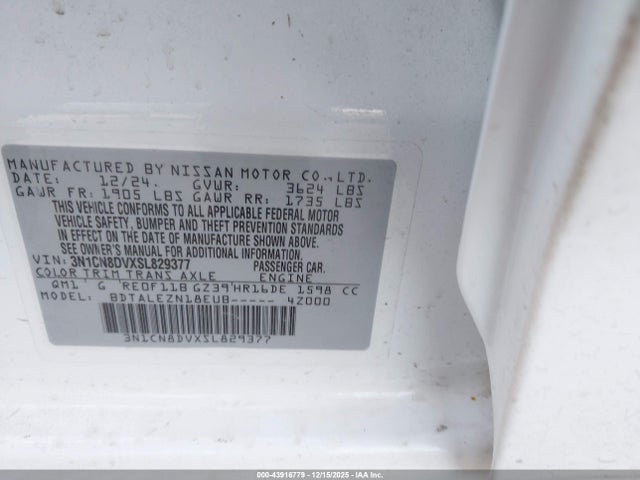 MANUFACTURED BY NISSAN MOTOR CO., LTD.
DATE: 12/24. GVWR: 3624 LBS
GAWR FR: 1905 LBS GAWR RR: 1735 LBS
THIS VEHICLE CONFORMS TO ALL APPLICABLE FEDERAL MOTOR
VEHICLE SAFETY, BUMPER AND THEFT PREVENTION STANDARDS
IN EFFECT ON THE DATE OF MANUFACTURE SHOWN ABOVE.
SEE OWNER'S MANUAL FOR ADDITIONAL INFORMATION.
VIN: 3N1CN8DVXSL829377 PASSENGER CAR.
COLOR TRIM TRANS AXLE ENGINE
QM1' G 'RE0F11B GZ39'HR16DE 1598 CC
MODEL: BDTALEZN18EUB----- 42000
3N1CN8DVXSL829377
000-43916779 - 12/15/2025 - IAA Inc.